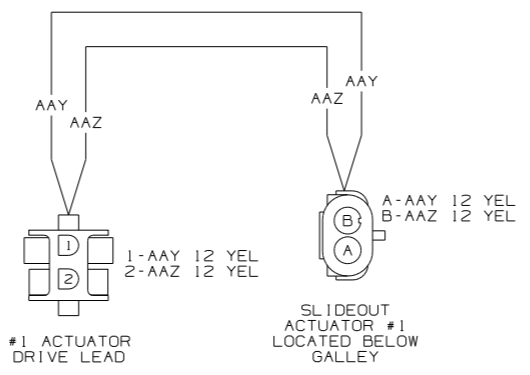 AAY
AAZ
AAY
AAZ
1
2
1-AAY 12 YEL
2-AAZ 12 YEL
#1 ACTUATOR
DRIVE LEAD
B
A
A-AAY 12 YEL
B-AAZ 12 YEL
SLIDEOUT
ACTUATOR #1
LOCATED BELOW
GALLEY